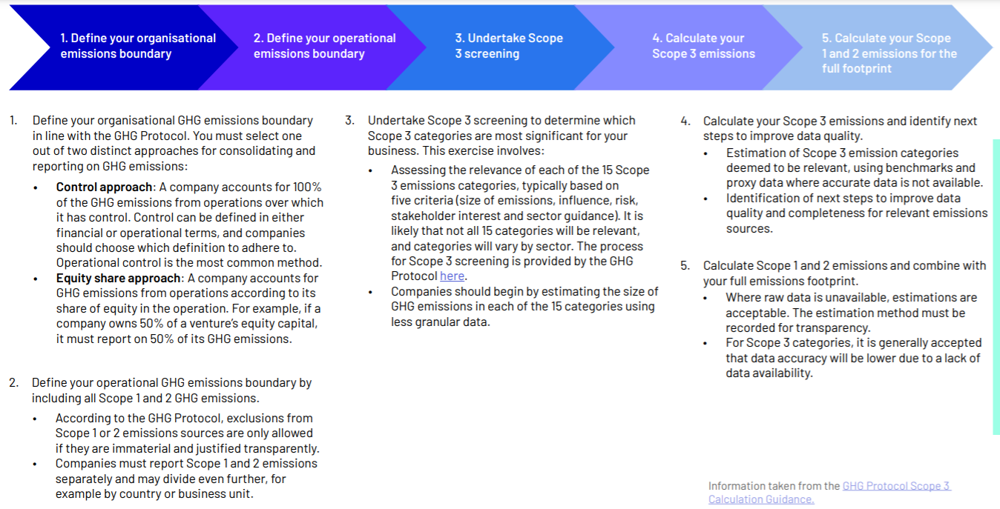 1. Define your organisational
emissions boundary
2. Define your operational
emissions boundary
3. Undertake Scope
3 screening
4. Calculate your
Scope 3 emissions
5. Calculate your Scope
1 and 2 emissions for the
full footprint
1. Define your organisational GHG emissions boundary
in line with the GHG Protocol. You must select one
out of two distinct approaches for consolidating and
reporting on GHG emissions:
• Control approach: A company accounts for 100%
of the GHG emissions from operations over which
it has control. Control can be defined in either
financial or operational terms, and companies
should choose which definition to adhere to.
Operational control is the most common method.
• Equity share approach: A company accounts for
GHG emissions from operations according to its
share of equity in the operation. For example, if a
company owns 50% of a venture's equity capital,
it must report on 50% of its GHG emissions.
2. Define your operational GHG emissions boundary by
including all Scope 1 and 2 GHG emissions.
• According to the GHG Protocol, exclusions from
Scope 1 or 2 emissions sources are only allowed
if they are immaterial and justified transparently.
• Companies must report Scope 1 and 2 emissions
separately and may divide even further, for
example by country or business unit.
3. Undertake Scope 3 screening to determine which
Scope 3 categories are most significant for your
business. This exercise involves:
• Assessing the relevance of each of the 15 Scope
3 emissions categories, typically based on
five criteria (size of emissions, influence, risk,
stakeholder interest and sector guidance). It is
likely that not all 15 categories will be relevant,
and categories will vary by sector. The process
for Scope 3 screening is provided by the GHG
Protocol here.
• Companies should begin by estimating the size of
GHG emissions in each of the 15 categories using
less granular data.
4. Calculate your Scope 3 emissions and identify next
steps to improve data quality.
• Estimation of Scope 3 emission categories
deemed to be relevant, using benchmarks and
proxy data where accurate data is not available.
• Identification of next steps to improve data
quality and completeness for relevant emissions
sources.
5. Calculate Scope 1 and 2 emissions and combine with
your full emissions footprint.
• Where raw data is unavailable, estimations are
acceptable. The estimation method must be
recorded for transparency.
• For Scope 3 categories, it is generally accepted
that data accuracy will be lower due to a lack of
data availability.
Information taken from the GHG Protocol Scope 3
Calculation Guidance.